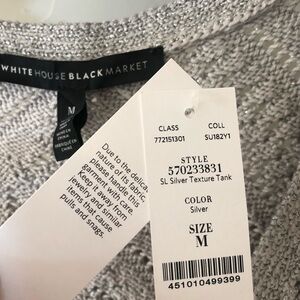 WHITE HOUSE BLACK MARKET
M
Due to the delica
nature of its fabric,
please handle this
garment with care.
Keep it away from
jewelry and similar
items that cause
pulls and snags.
CLASS COLL
772151301 SU182Y1
STYLE
570233831
SL Silver Texture Tank
COLOR
Silver
SIZE
M
451010499399